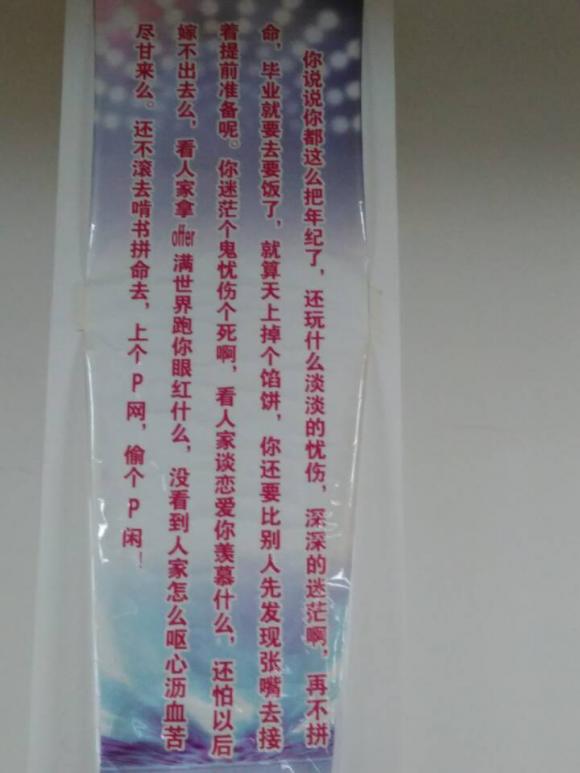 你说说你都这么把年纪了，还玩什么淡淡的忧伤，深深的迷茫啊，再不拼
命，毕业就要去要饭了，就算天上掉个馅饼，你还要比别人先发现张嘴去接
着提前准备呢。你迷茫个鬼忧伤个死啊，看人家谈恋爱你羡慕什么，还怕以后
嫁不出去么，看人家拿offer满世界跑你眼红什么，没看到人家怎么呕心沥血苦
尽甘来么。还不滚去啃书拼命去，上个P网，偷个P闲！